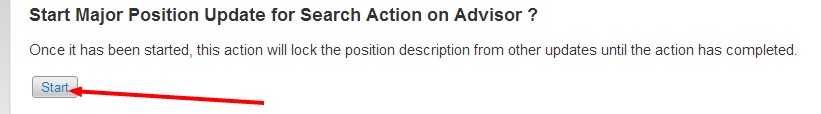 Start Major Position Update for Search Action on Advisor ?
Once it has been started, this action will lock the position description from other updates until the action has completed.
Start